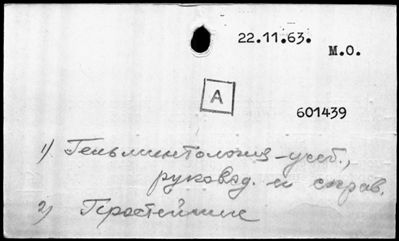 22.11.63.
М.О.
А
601439
1) Гельминтология – учеб.,
руковод. и справ.
2) Простейшие